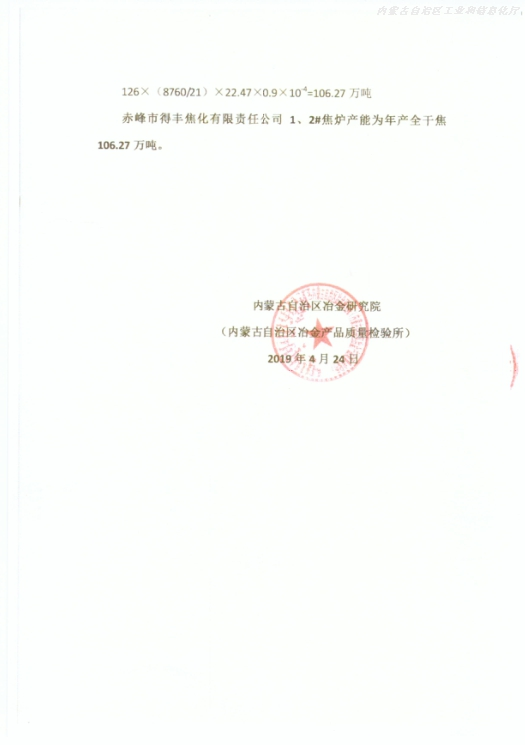 内蒙古自治区工业和信息化厅
126×（8760/21）×22.47×0.9×10⁻⁴=106.27 万吨
赤峰市得丰焦化有限责任公司 1、2#焦炉产能为年产全干焦
106.27 万吨。
内蒙古自治区冶金研究院
（内蒙古自治区冶金产品质量检验所）
2019 年 4 月 24 日